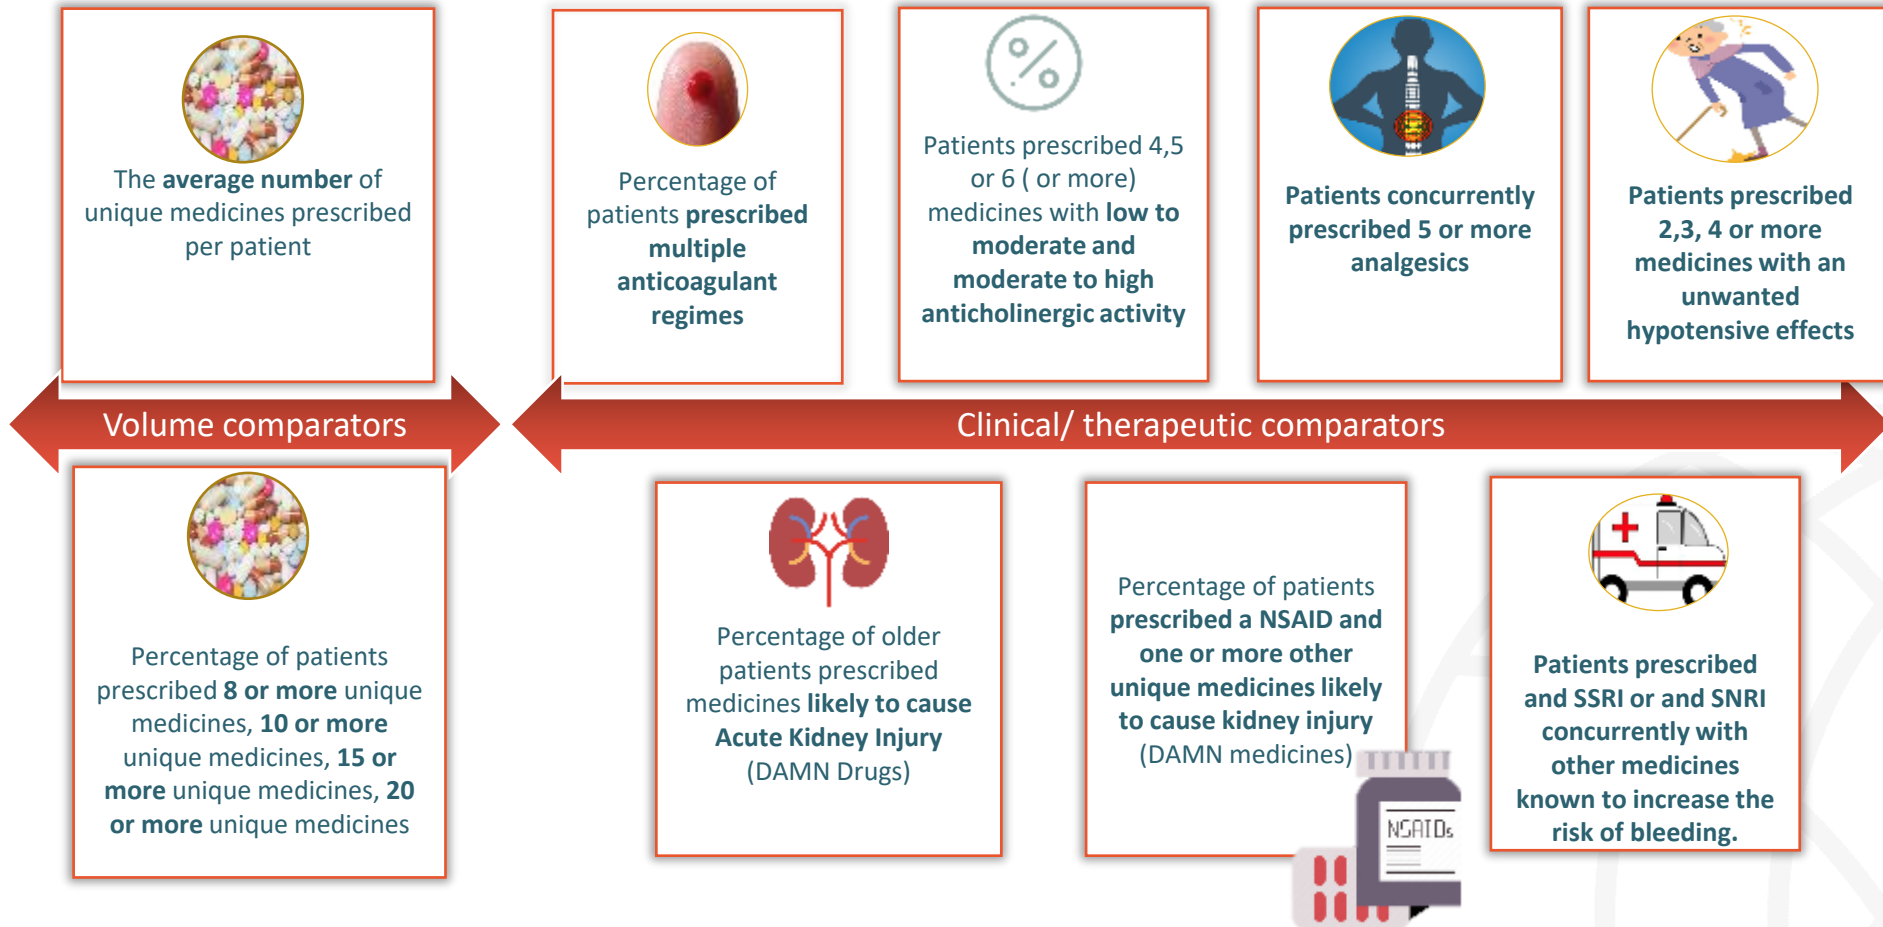 The average number of
unique medicines prescribed
per patient
Percentage of
patients prescribed
multiple
anticoagulant
regimes
Patients prescribed 4,5
or 6 ( or more)
medicines with low to
moderate and
moderate to high
anticholinergic activity
Patients concurrently
prescribed 5 or more
analgesics
Patients prescribed
2,3, 4 or more
medicines with an
unwanted
hypotensive effects
Volume comparators
Clinical/ therapeutic comparators
Percentage of patients
prescribed 8 or more unique
medicines, 10 or more
unique medicines, 15 or
more unique medicines, 20
or more unique medicines
Percentage of older
patients prescribed
medicines likely to cause
Acute Kidney Injury
(DAMN Drugs)
Percentage of patients
prescribed a NSAID and
one or more other
unique medicines likely
to cause kidney injury
(DAMN medicines)
NSAIDs
Patients prescribed
and SSRI or and SNRI
concurrently with
other medicines
known to increase the
risk of bleeding.